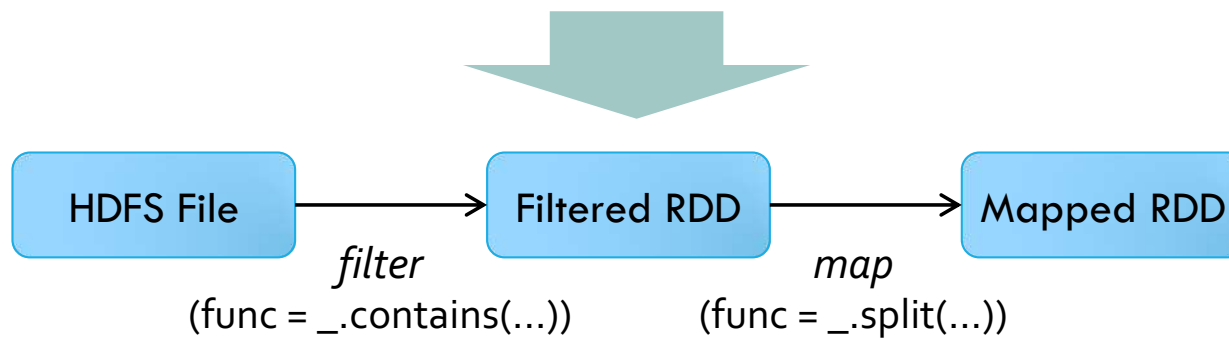 HDFS File
Filtered RDD
Mapped RDD
filter
map
(func = _.contains(...))
(func = _.split(...))